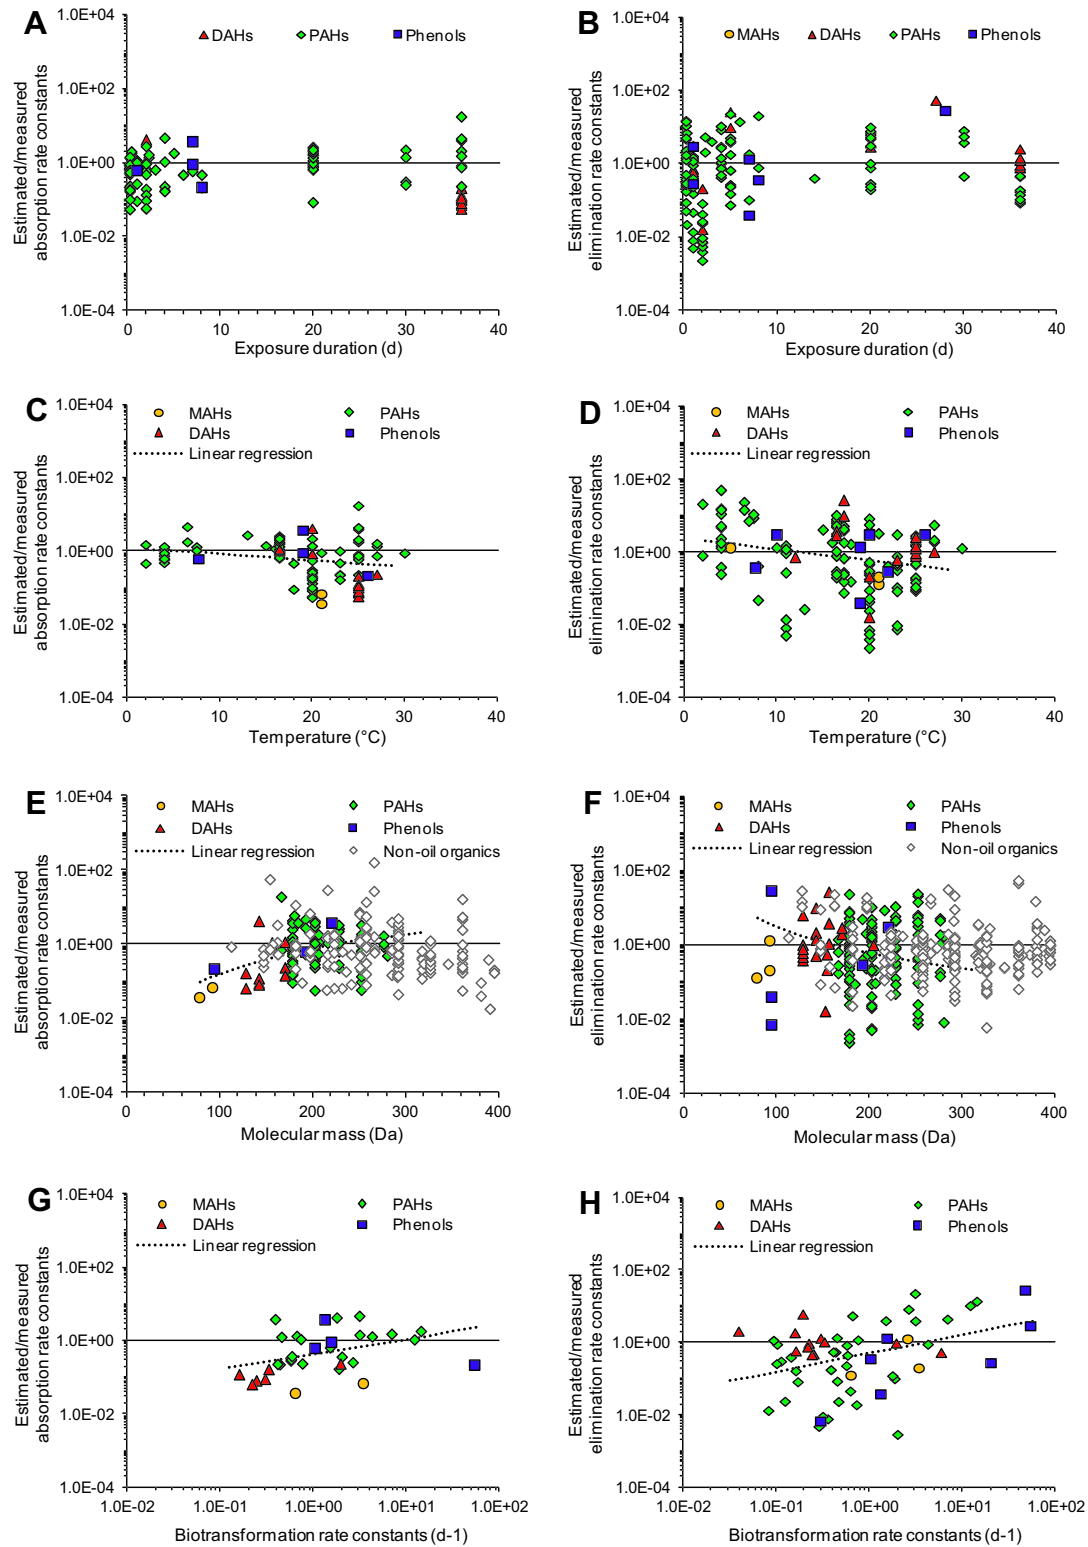 A
DAHs PAHs Phenols
1.0E+04
1.0E+02
1.0E+00
1.0E-02
1.0E-04
Estimated/measured
absorption rate constants
0 10 20 30 40
Exposure duration (d)
B
MAHs DAHs PAHs Phenols
1.0E+04
1.0E+02
1.0E+00
1.0E-02
1.0E-04
Estimated/measured
elimination rate constants
0 10 20 30 40
Exposure duration (d)
C
MAHs PAHs
DAHs Phenols
Linear regression
1.0E+04
1.0E+02
1.0E+00
1.0E-02
1.0E-04
Estimated/measured
absorption rate constants
0 10 20 30 40
Temperature (°C)
D
MAHs PAHs
DAHs Phenols
Linear regression
1.0E+04
1.0E+02
1.0E+00
1.0E-02
1.0E-04
Estimated/measured
elimination rate constants
0 10 20 30 40
Temperature (°C)
E
MAHs PAHs
DAHs Phenols
Linear regression Non-oil organics
1.0E+04
1.0E+02
1.0E+00
1.0E-02
1.0E-04
Estimated/measured
absorption rate constants
0 100 200 300 400
Molecular mass (Da)
F
MAHs PAHs
DAHs Phenols
Linear regression Non-oil organics
1.0E+04
1.0E+02
1.0E+00
1.0E-02
1.0E-04
Estimated/measured
elimination rate constants
0 100 200 300 400
Molecular mass (Da)
G
MAHs PAHs
DAHs Phenols
Linear regression
1.0E+04
1.0E+02
1.0E+00
1.0E-02
1.0E-04
Estimated/measured
absorption rate constants
1.0E-02 1.0E-01 1.0E+00 1.0E+01 1.0E+02
Biotransformation rate constants (d-1)
H
MAHs PAHs
DAHs Phenols
Linear regression
1.0E+04
1.0E+02
1.0E+00
1.0E-02
1.0E-04
Estimated/measured
elimination rate constants
1.0E-02 1.0E-01 1.0E+00 1.0E+01 1.0E+02
Biotransformation rate constants (d-1)